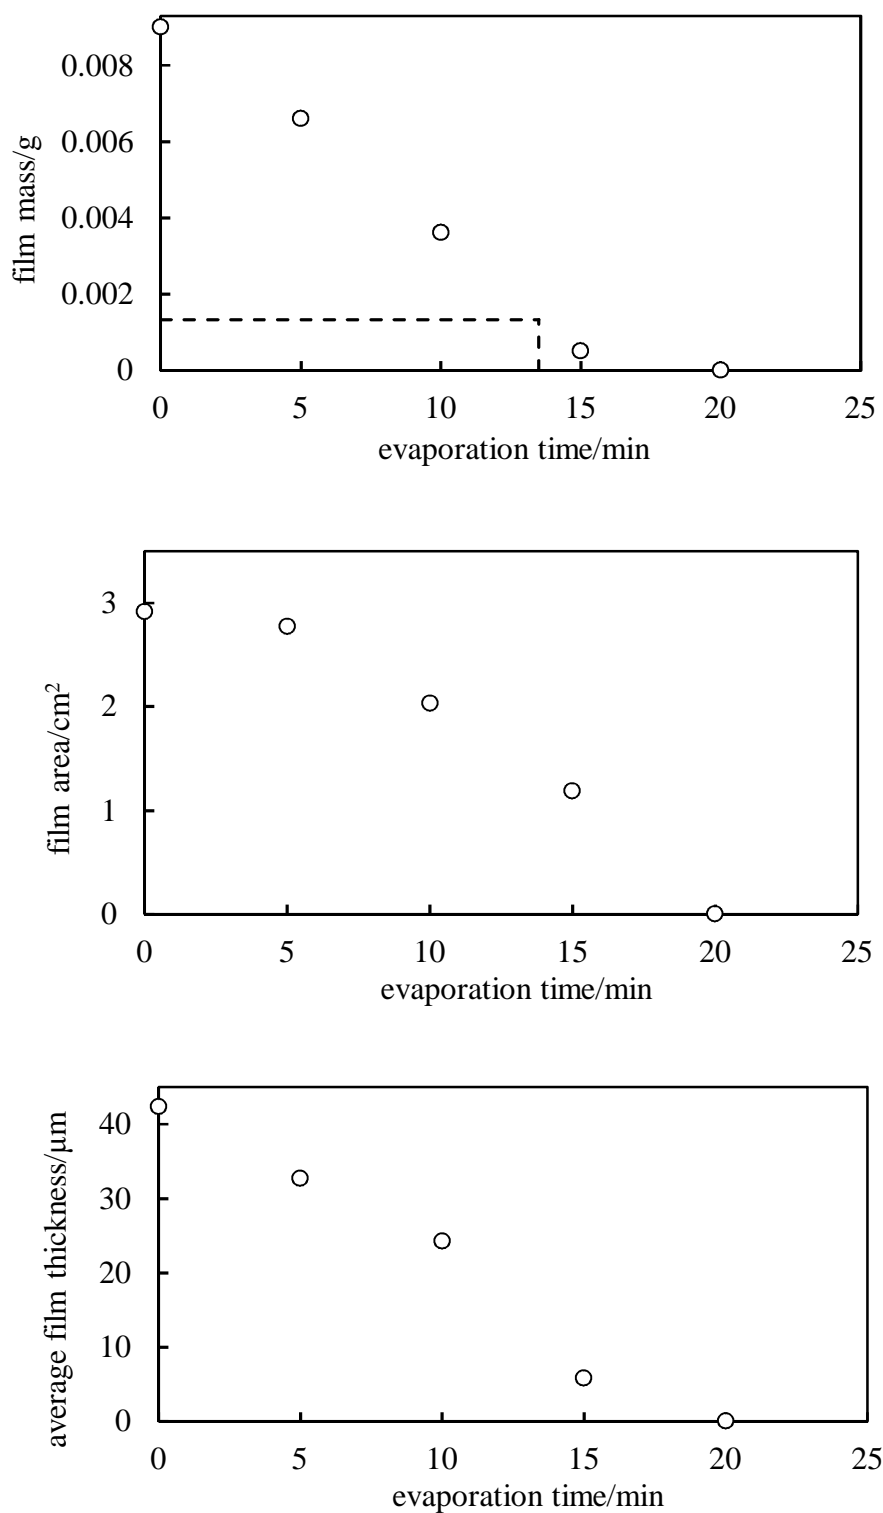 0.008
0.006
0.004
0.002
0
film mass/g
0 5 10 15 20 25
evaporation time/min
3
2
1
0
film area/cm²
0 5 10 15 20 25
evaporation time/min
40
30
20
10
0
average film thickness/μm
0 5 10 15 20 25
evaporation time/min